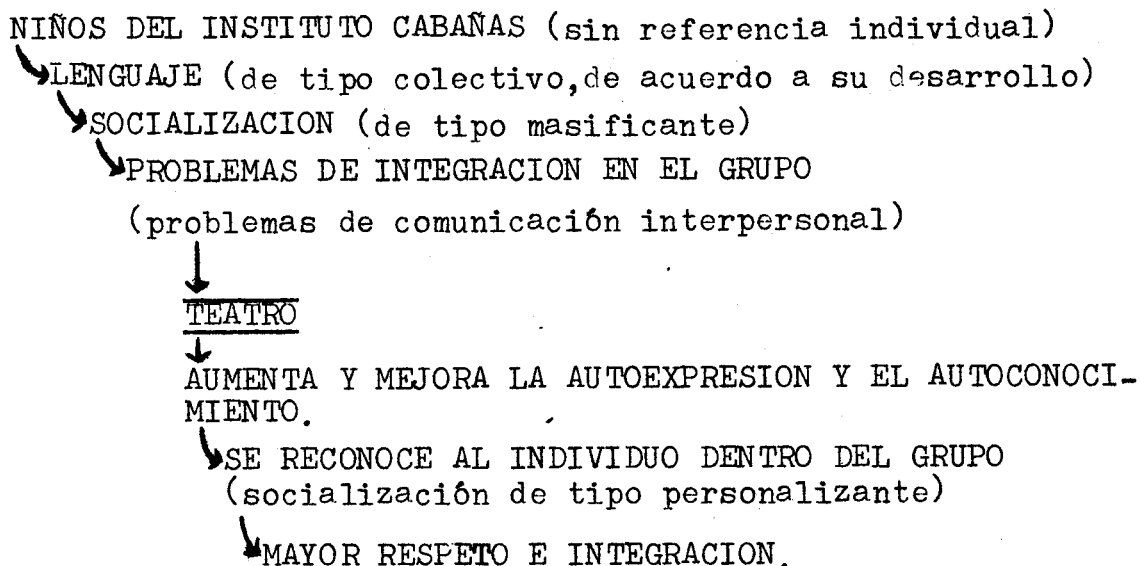 NIÑOS DEL INSTITUTO CABAÑAS (sin referencia individual)
LENGUAJE (de tipo colectivo,de acuerdo a su desarrollo)
SOCIALIZACION (de tipo masificante)
PROBLEMAS DE INTEGRACION EN EL GRUPO
(problemas de comunicación interpersonal)
TEATRO
AUMENTA Y MEJORA LA AUTOEXPRESION Y EL AUTOCONOCI-
MIENTO.
SE RECONOCE AL INDIVIDUO DENTRO DEL GRUPO
(socialización de tipo personalizante)
MAYOR RESPETO E INTEGRACION.